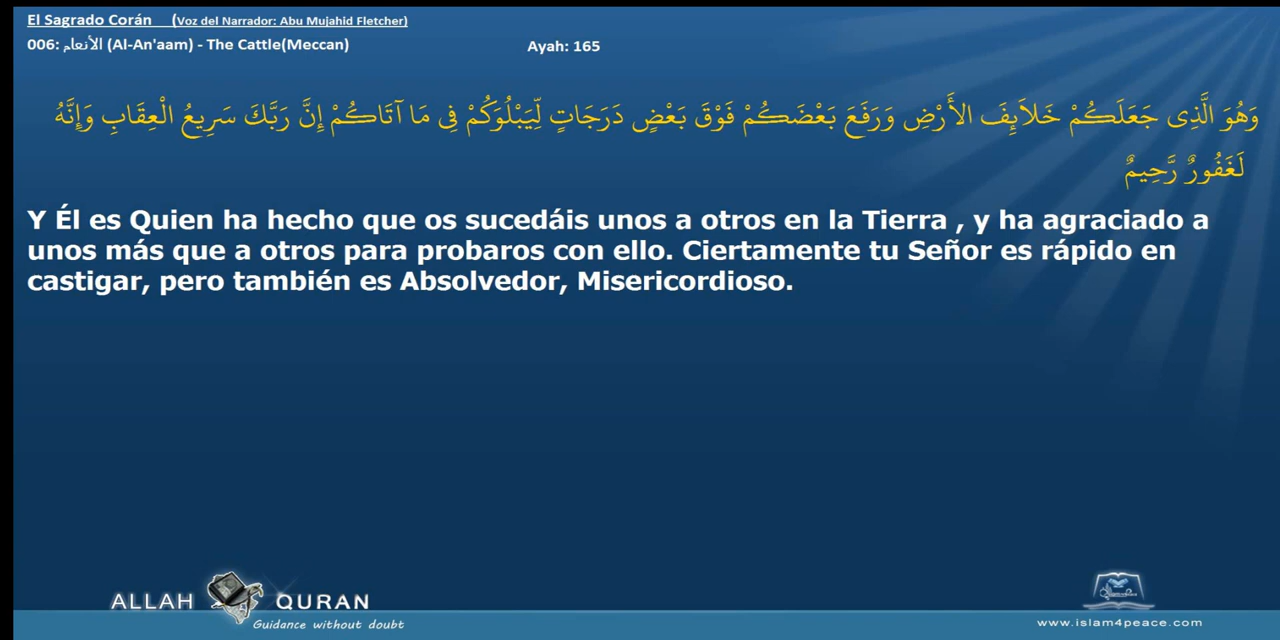 El Sagrado Corán (Voz del Narrador: Abu Mujahid Fletcher)
006: الأنعام (Al-An'aam) - The Cattle(Meccan)
Ayah: 165
وَهُوَ الَّذِى جَعَلَكُمْ خَلاَئِفَ الأَرْضِ وَرَفَعَ بَعْضَكُمْ فَوْقَ بَعْضٍ دَرَجَاتٍ لِّيَبْلُوَكُمْ فِى مَا آتَاكُمْ إِنَّ رَبَّكَ سَرِيعُ الْعِقَابِ وَإِنَّهُ
لَغَفُورٌ رَّحِيمٌ
Y Él es Quien ha hecho que os sucedáis unos a otros en la Tierra , y ha agraciado a
unos más que a otros para probaros con ello. Ciertamente tu Señor es rápido en
castigar, pero también es Absolvedor, Misericordioso.
ALLAH QURAN
Guidance without doubt
www.islam4peace.com